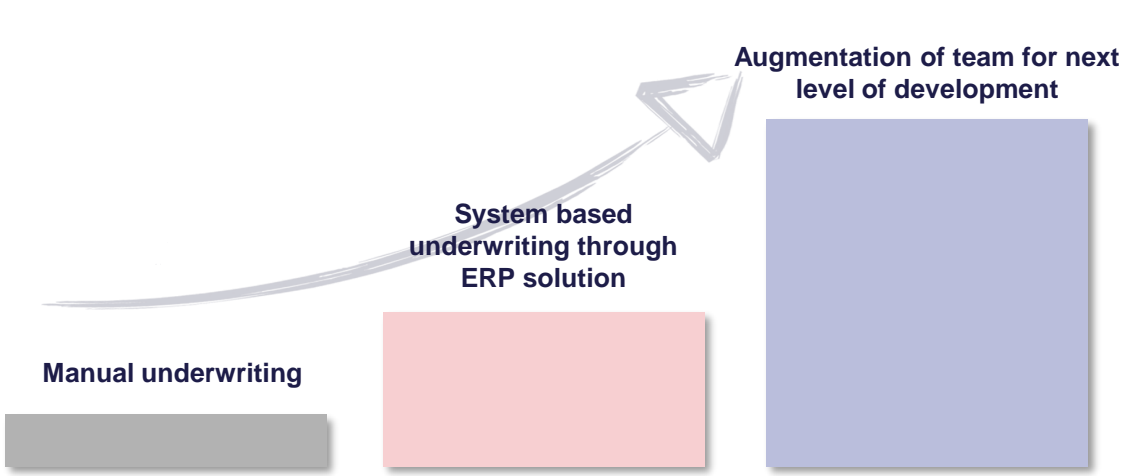 Augmentation of team for next
level of development
System based
underwriting through
ERP solution
Manual underwriting